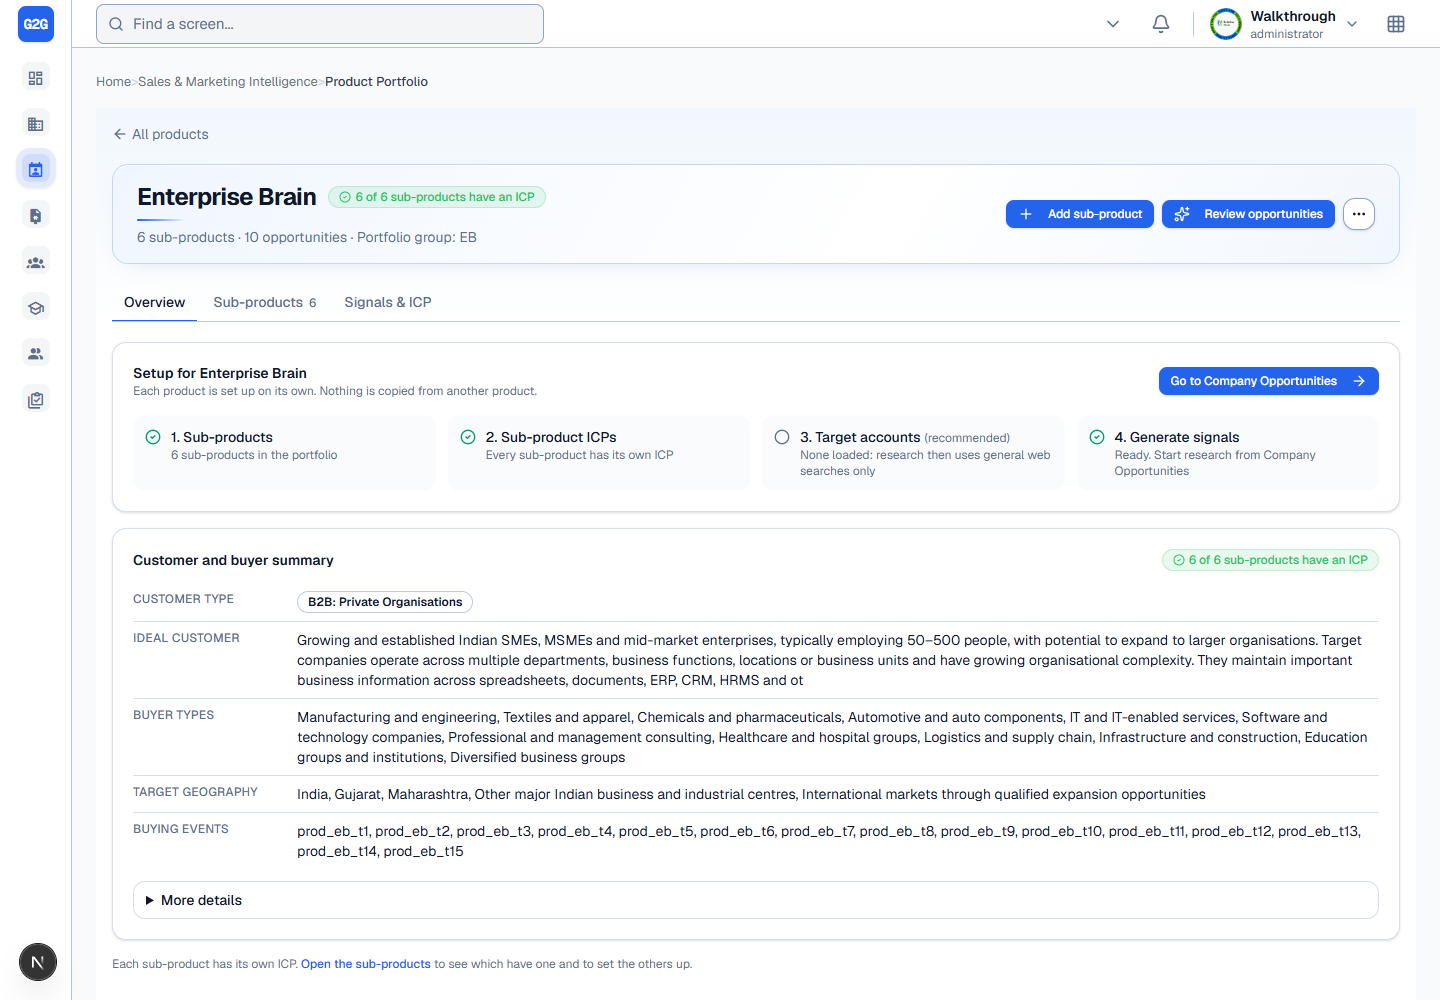 G2G
Find a screen...
Walkthrough
administrator
Home>Sales & Marketing Intelligence>Product Portfolio
All products
Enterprise Brain
6 of 6 sub-products have an ICP
6 sub-products · 10 opportunities · Portfolio group: EB
Add sub-product
Review opportunities
Overview
Sub-products 6
Signals & ICP
Setup for Enterprise Brain
Each product is set up on its own. Nothing is copied from another product.
Go to Company Opportunities
1. Sub-products
6 sub-products in the portfolio
2. Sub-product ICPs
Every sub-product has its own ICP
3. Target accounts (recommended)
None loaded: research then uses general web
searches only
4. Generate signals
Ready. Start research from Company
Opportunities
Customer and buyer summary
6 of 6 sub-products have an ICP
CUSTOMER TYPE
B2B: Private Organisations
IDEAL CUSTOMER
Growing and established Indian SMEs, MSMEs and mid-market enterprises, typically employing 50–500 people, with potential to expand to larger organisations. Target
companies operate across multiple departments, business functions, locations or business units and have growing organisational complexity. They maintain important
business information across spreadsheets, documents, ERP, CRM, HRMS and ot
BUYER TYPES
Manufacturing and engineering, Textiles and apparel, Chemicals and pharmaceuticals, Automotive and auto components, IT and IT-enabled services, Software and
technology companies, Professional and management consulting, Healthcare and hospital groups, Logistics and supply chain, Infrastructure and construction, Education
groups and institutions, Diversified business groups
TARGET GEOGRAPHY
India, Gujarat, Maharashtra, Other major Indian business and industrial centres, International markets through qualified expansion opportunities
BUYING EVENTS
prod_eb_t1, prod_eb_t2, prod_eb_t3, prod_eb_t4, prod_eb_t5, prod_eb_t6, prod_eb_t7, prod_eb_t8, prod_eb_t9, prod_eb_t10, prod_eb_t11, prod_eb_t12, prod_eb_t13,
prod_eb_t14, prod_eb_t15
More details
N
Each sub-product has its own ICP. Open the sub-products to see which have one and to set the others up.